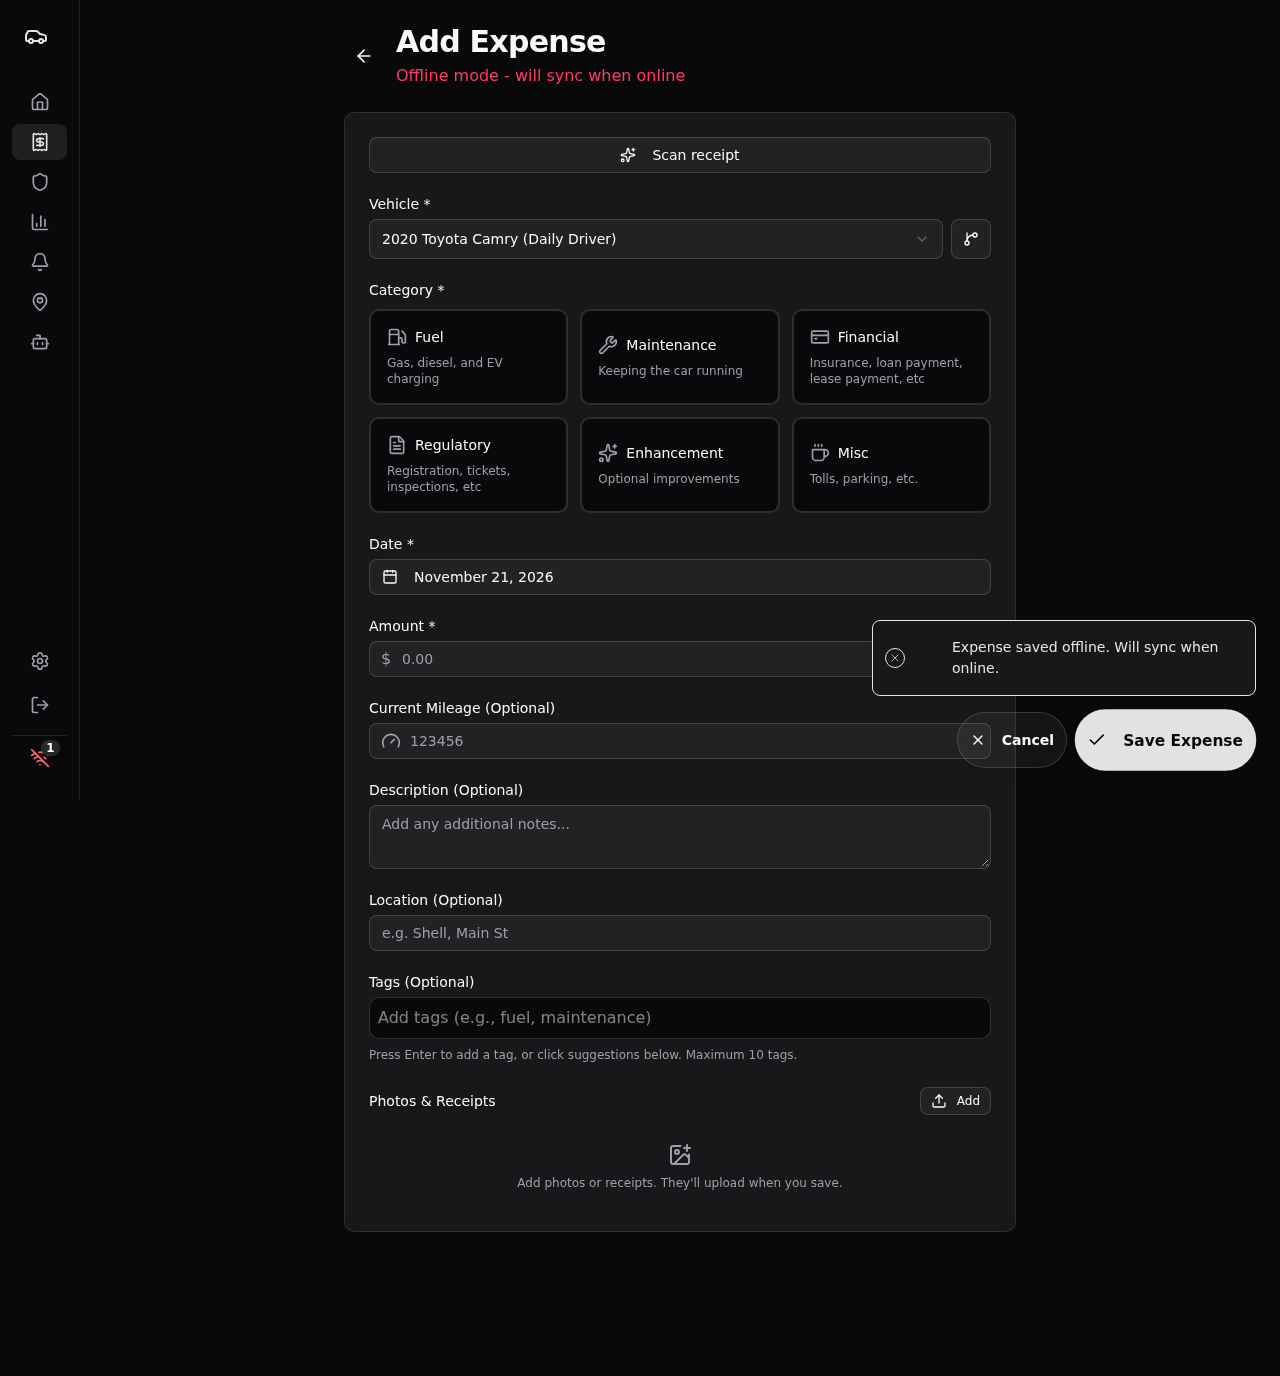 Add Expense
Offline mode - will sync when online
Scan receipt
Vehicle *
2020 Toyota Camry (Daily Driver)
Category *
Fuel
Gas, diesel, and EV
charging
Maintenance
Keeping the car running
Financial
Insurance, loan payment,
lease payment, etc
Regulatory
Registration, tickets,
inspections, etc
Enhancement
Optional improvements
Misc
Tolls, parking, etc.
Date *
November 21, 2026
Amount *
$ 0.00
Expense saved offline. Will sync when
online.
Current Mileage (Optional)
123456
Cancel
Save Expense
1
Description (Optional)
Add any additional notes...
Location (Optional)
e.g. Shell, Main St
Tags (Optional)
Add tags (e.g., fuel, maintenance)
Press Enter to add a tag, or click suggestions below. Maximum 10 tags.
Photos & Receipts
Add
Add photos or receipts. They'll upload when you save.